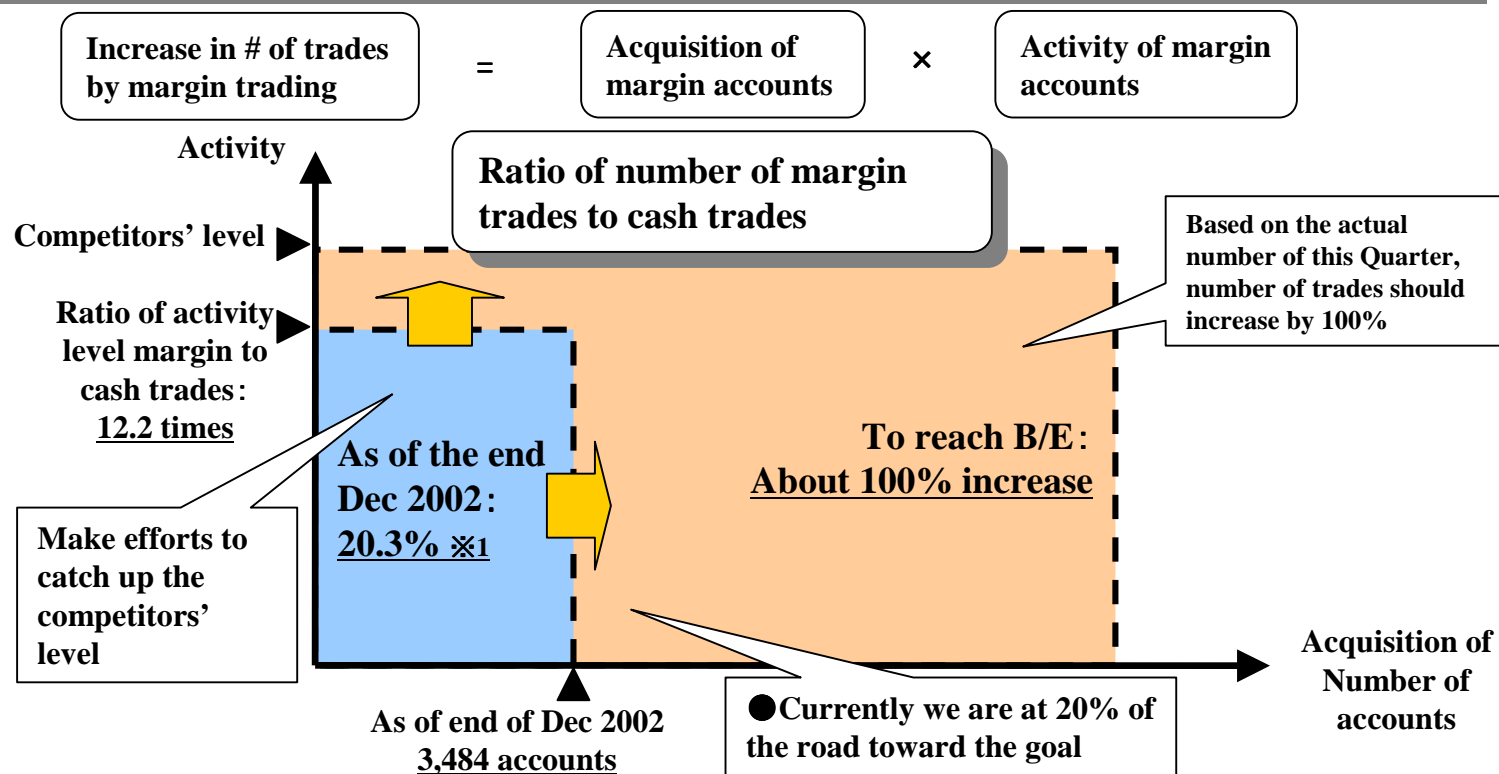 Increase in # of trades
by margin trading
=
Acquisition of
margin accounts
×
Activity of margin
accounts
Activity
Ratio of number of margin
trades to cash trades
Competitors’ level
Based on the actual
number of this Quarter,
number of trades should
increase by 100%
Ratio of activity
level margin to
cash trades:
12.2 times
As of the end
Dec 2002:
20.3% ※1
To reach B/E:
About 100% increase
Make efforts to
catch up the
competitors’
level
Acquisition of
Number of
accounts
As of end of Dec 2002
3,484 accounts
●Currently we are at 20% of
the road toward the goal